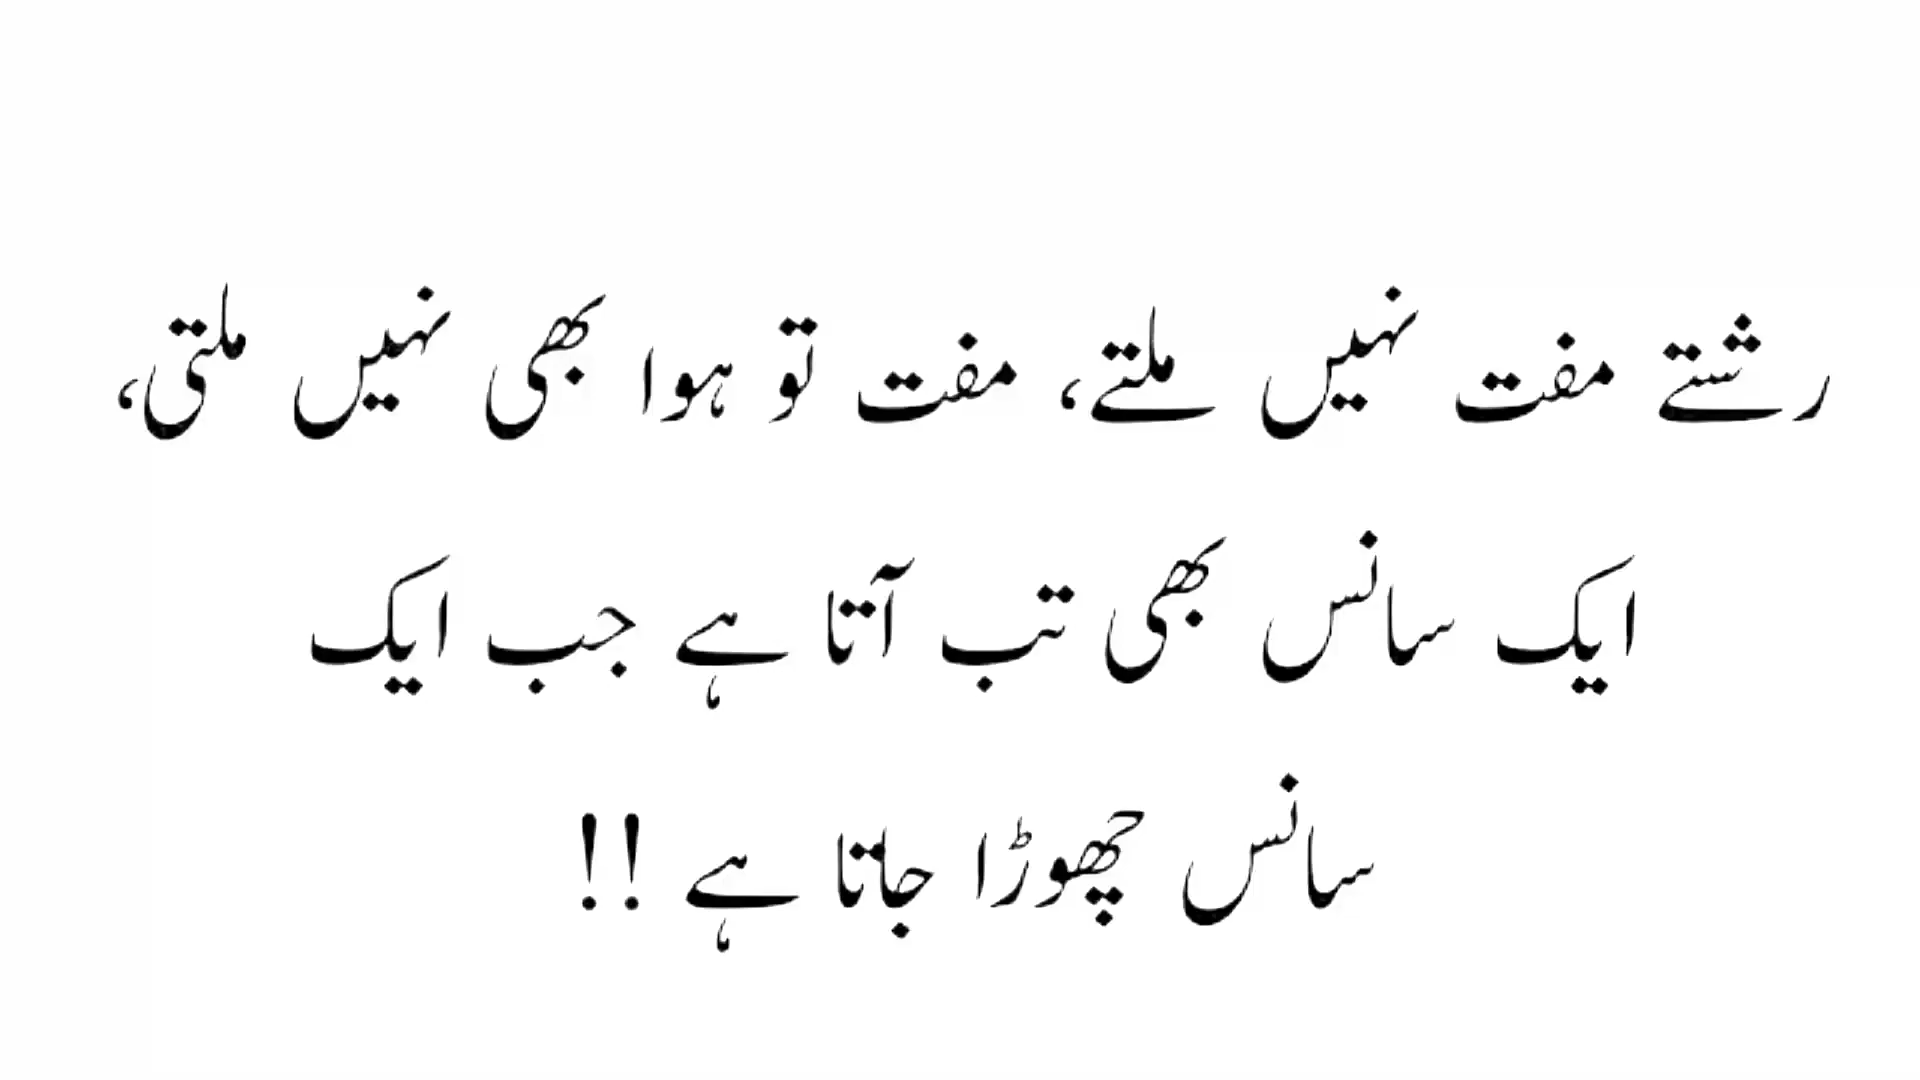 رشتے مفت نہیں ملتے، مفت تو ہوا بھی نہیں ملتی،
ایک سانس بھی تب آتا ہے جب ایک
سانس چھوڑا جاتا ہے !!